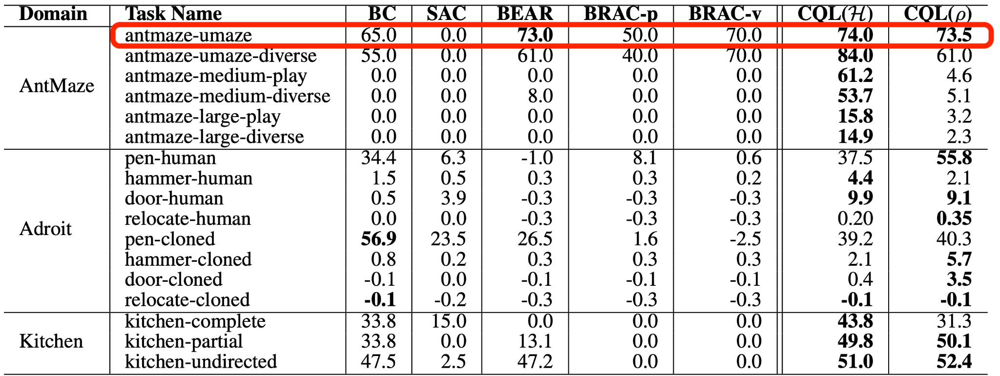 Domain Task Name BC SAC BEAR BRAC-p BRAC-v CQL(ℋ) CQL(ρ)
antmaze-umaze 65.0 0.0 73.0 50.0 70.0 74.0 73.5
antmaze-umaze-diverse 55.0 0.0 61.0 40.0 70.0 84.0 61.0
antmaze-medium-play 0.0 0.0 0.0 0.0 0.0 61.2 4.6
AntMaze antmaze-medium-diverse 0.0 0.0 8.0 0.0 0.0 53.7 5.1
antmaze-large-play 0.0 0.0 0.0 0.0 0.0 15.8 3.2
antmaze-large-diverse 0.0 0.0 0.0 0.0 0.0 14.9 2.3
pen-human 34.4 6.3 -1.0 8.1 0.6 37.5 55.8
hammer-human 1.5 0.5 0.3 0.3 0.2 4.4 2.1
door-human 0.5 3.9 -0.3 -0.3 -0.3 9.9 9.1
relocate-human 0.0 0.0 -0.3 -0.3 -0.3 0.20 0.35
Adroit pen-cloned 56.9 23.5 26.5 1.6 -2.5 39.2 40.3
hammer-cloned 0.8 0.2 0.3 0.3 0.3 2.1 5.7
door-cloned -0.1 0.0 -0.1 -0.1 -0.1 0.4 3.5
relocate-cloned -0.1 -0.2 -0.3 -0.3 -0.3 -0.1 -0.1
kitchen-complete 33.8 15.0 0.0 0.0 0.0 43.8 31.3
Kitchen kitchen-partial 33.8 0.0 13.1 0.0 0.0 49.8 50.1
kitchen-undirected 47.5 2.5 47.2 0.0 0.0 51.0 52.4